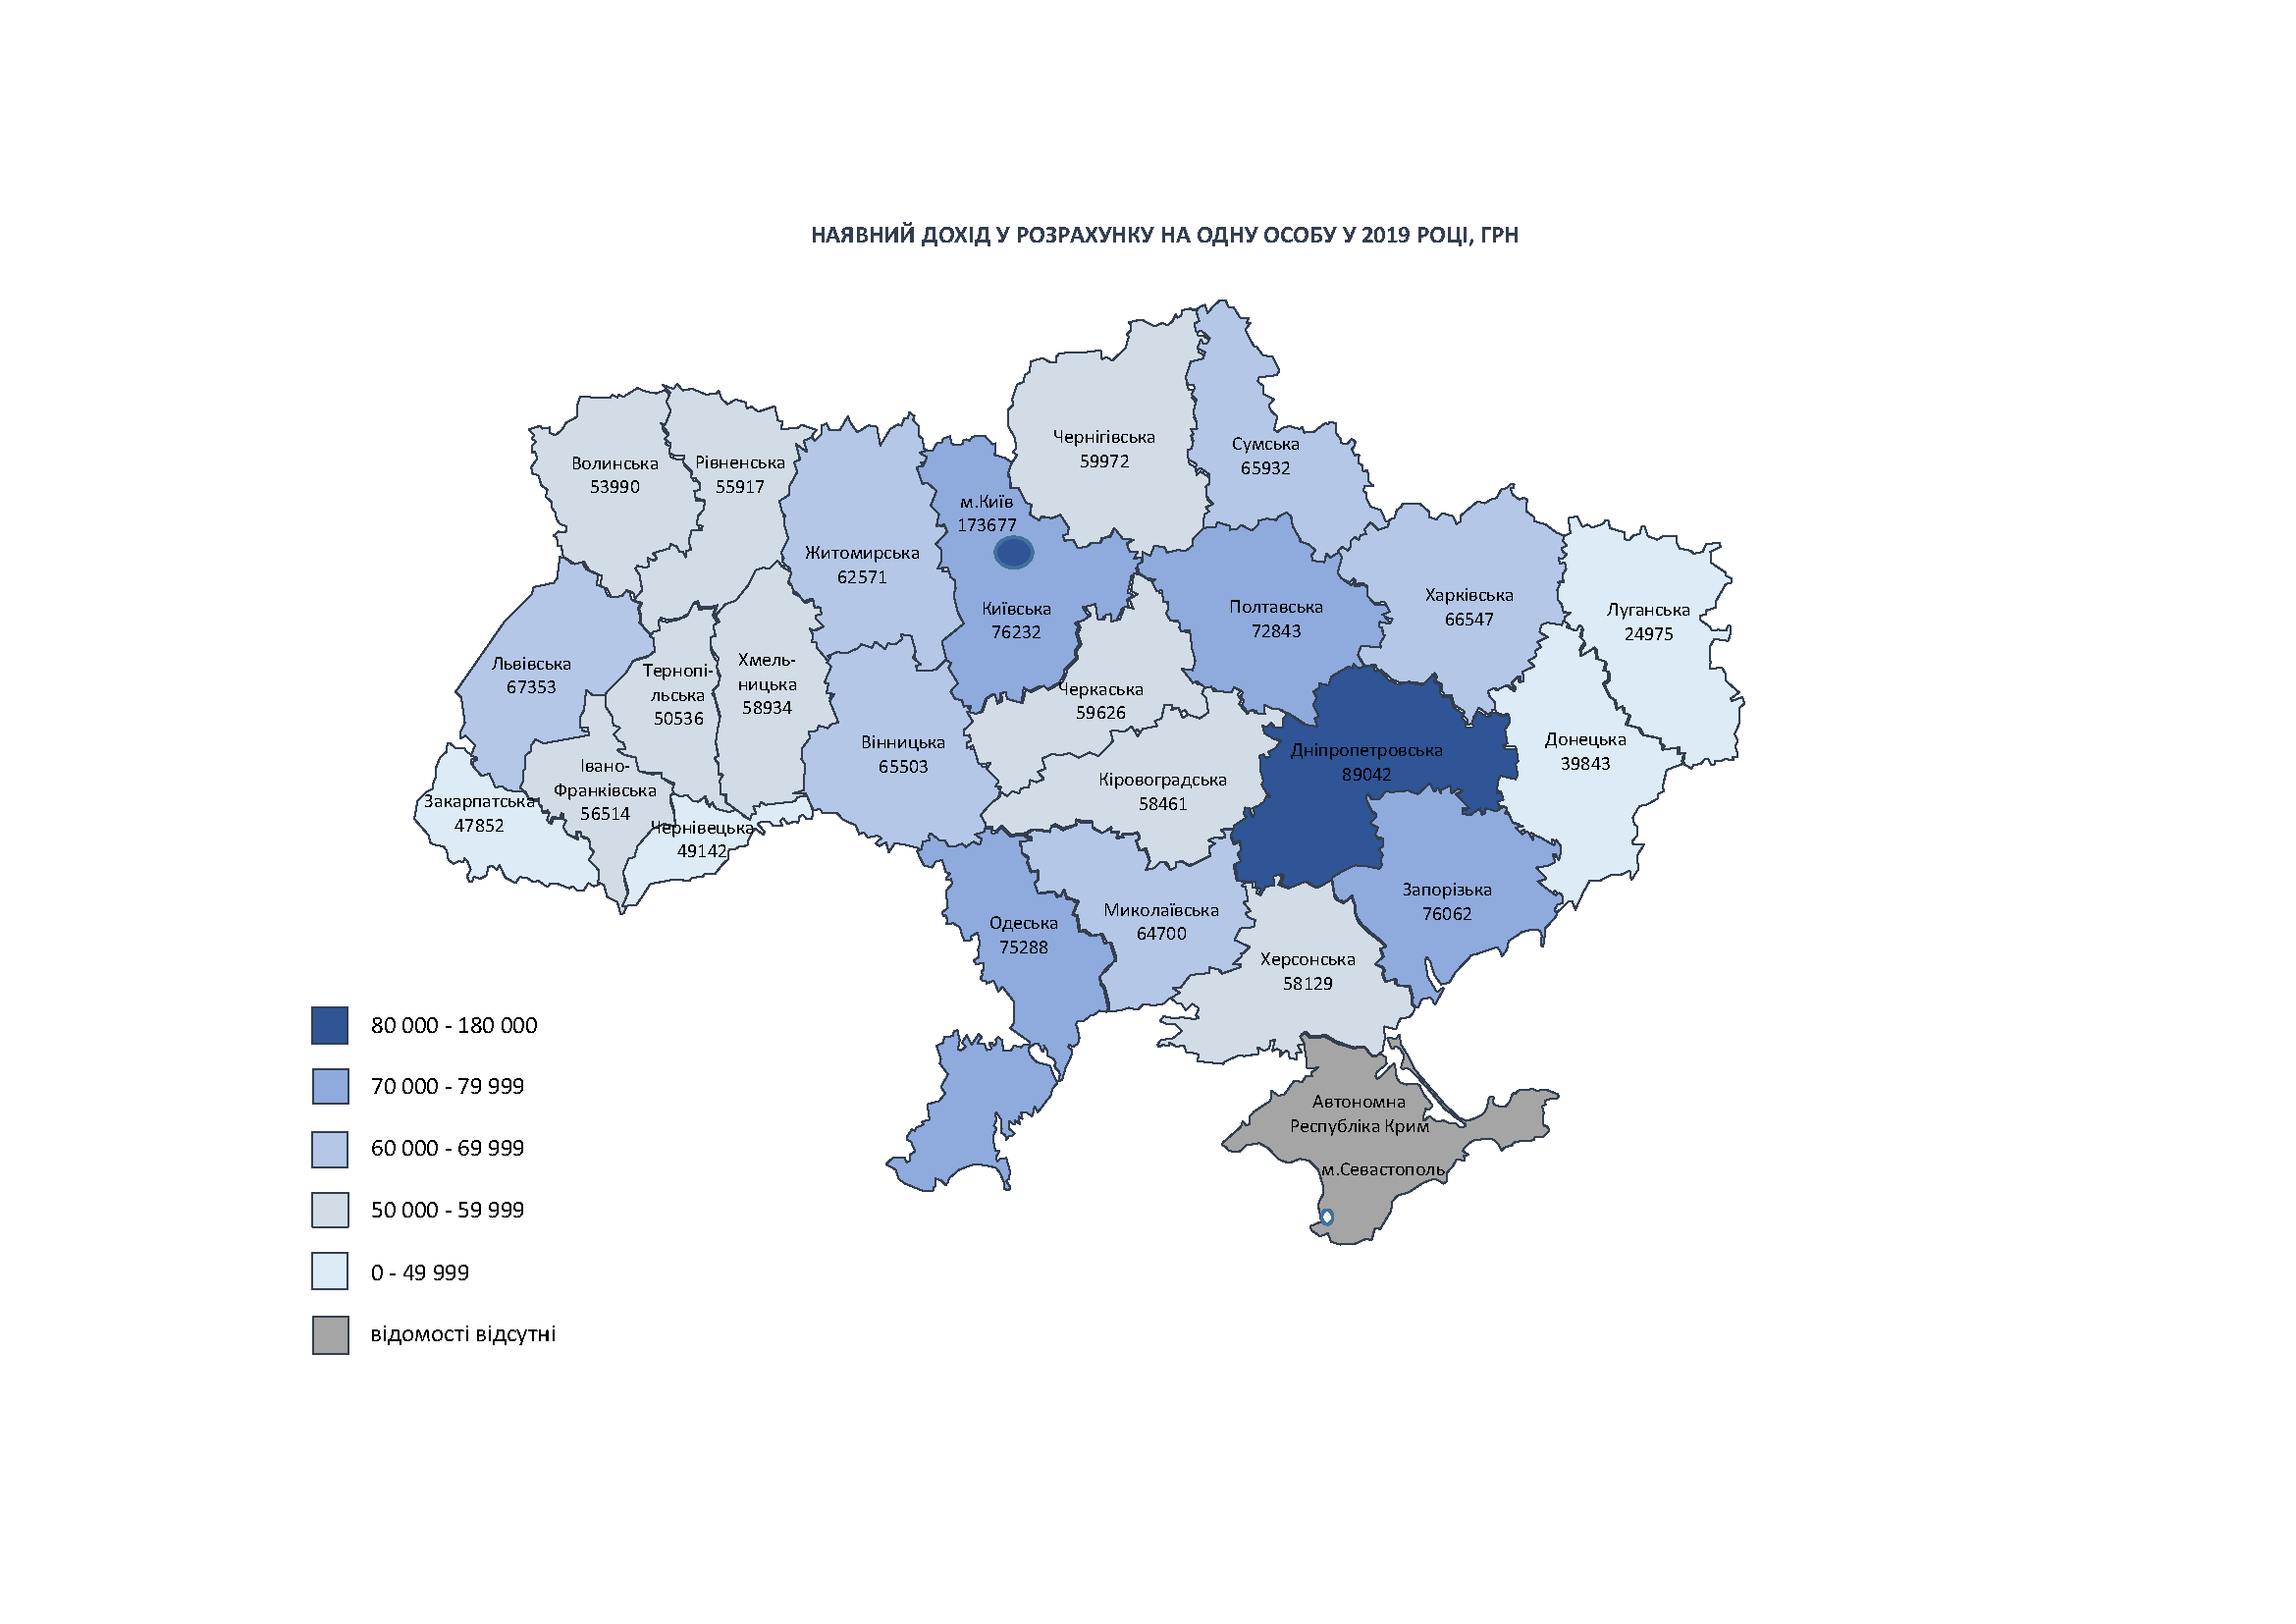 НАЯВНИЙ ДОХІД У РОЗРАХУНКУ НА ОДНУ ОСОБУ У 2019 РОЦІ, ГРН
Чернігівська
59972
Сумська
65932
Волинська
53990
Рівненська
55917
м.Київ
173677
Житомирська
62571
Київська
76232
Полтавська
72843
Харківська
66547
Луганська
24975
Львівська
67353
Тернопі-
льська
50536
Хмель-
ницька
58934
Черкаська
59626
Вінницька
65503
Кіровоградська
58461
Дніпропетровська
89042
Донецька
39843
Івано-
Франківська
56514
Закарпатська
47852
Чернівецька
49142
Одеська
75288
Миколаївська
64700
Запорізька
76062
Херсонська
58129
Автономна
Республіка Крим
м.Севастополь
80 000 - 180 000
70 000 - 79 999
60 000 - 69 999
50 000 - 59 999
0 - 49 999
відомості відсутні